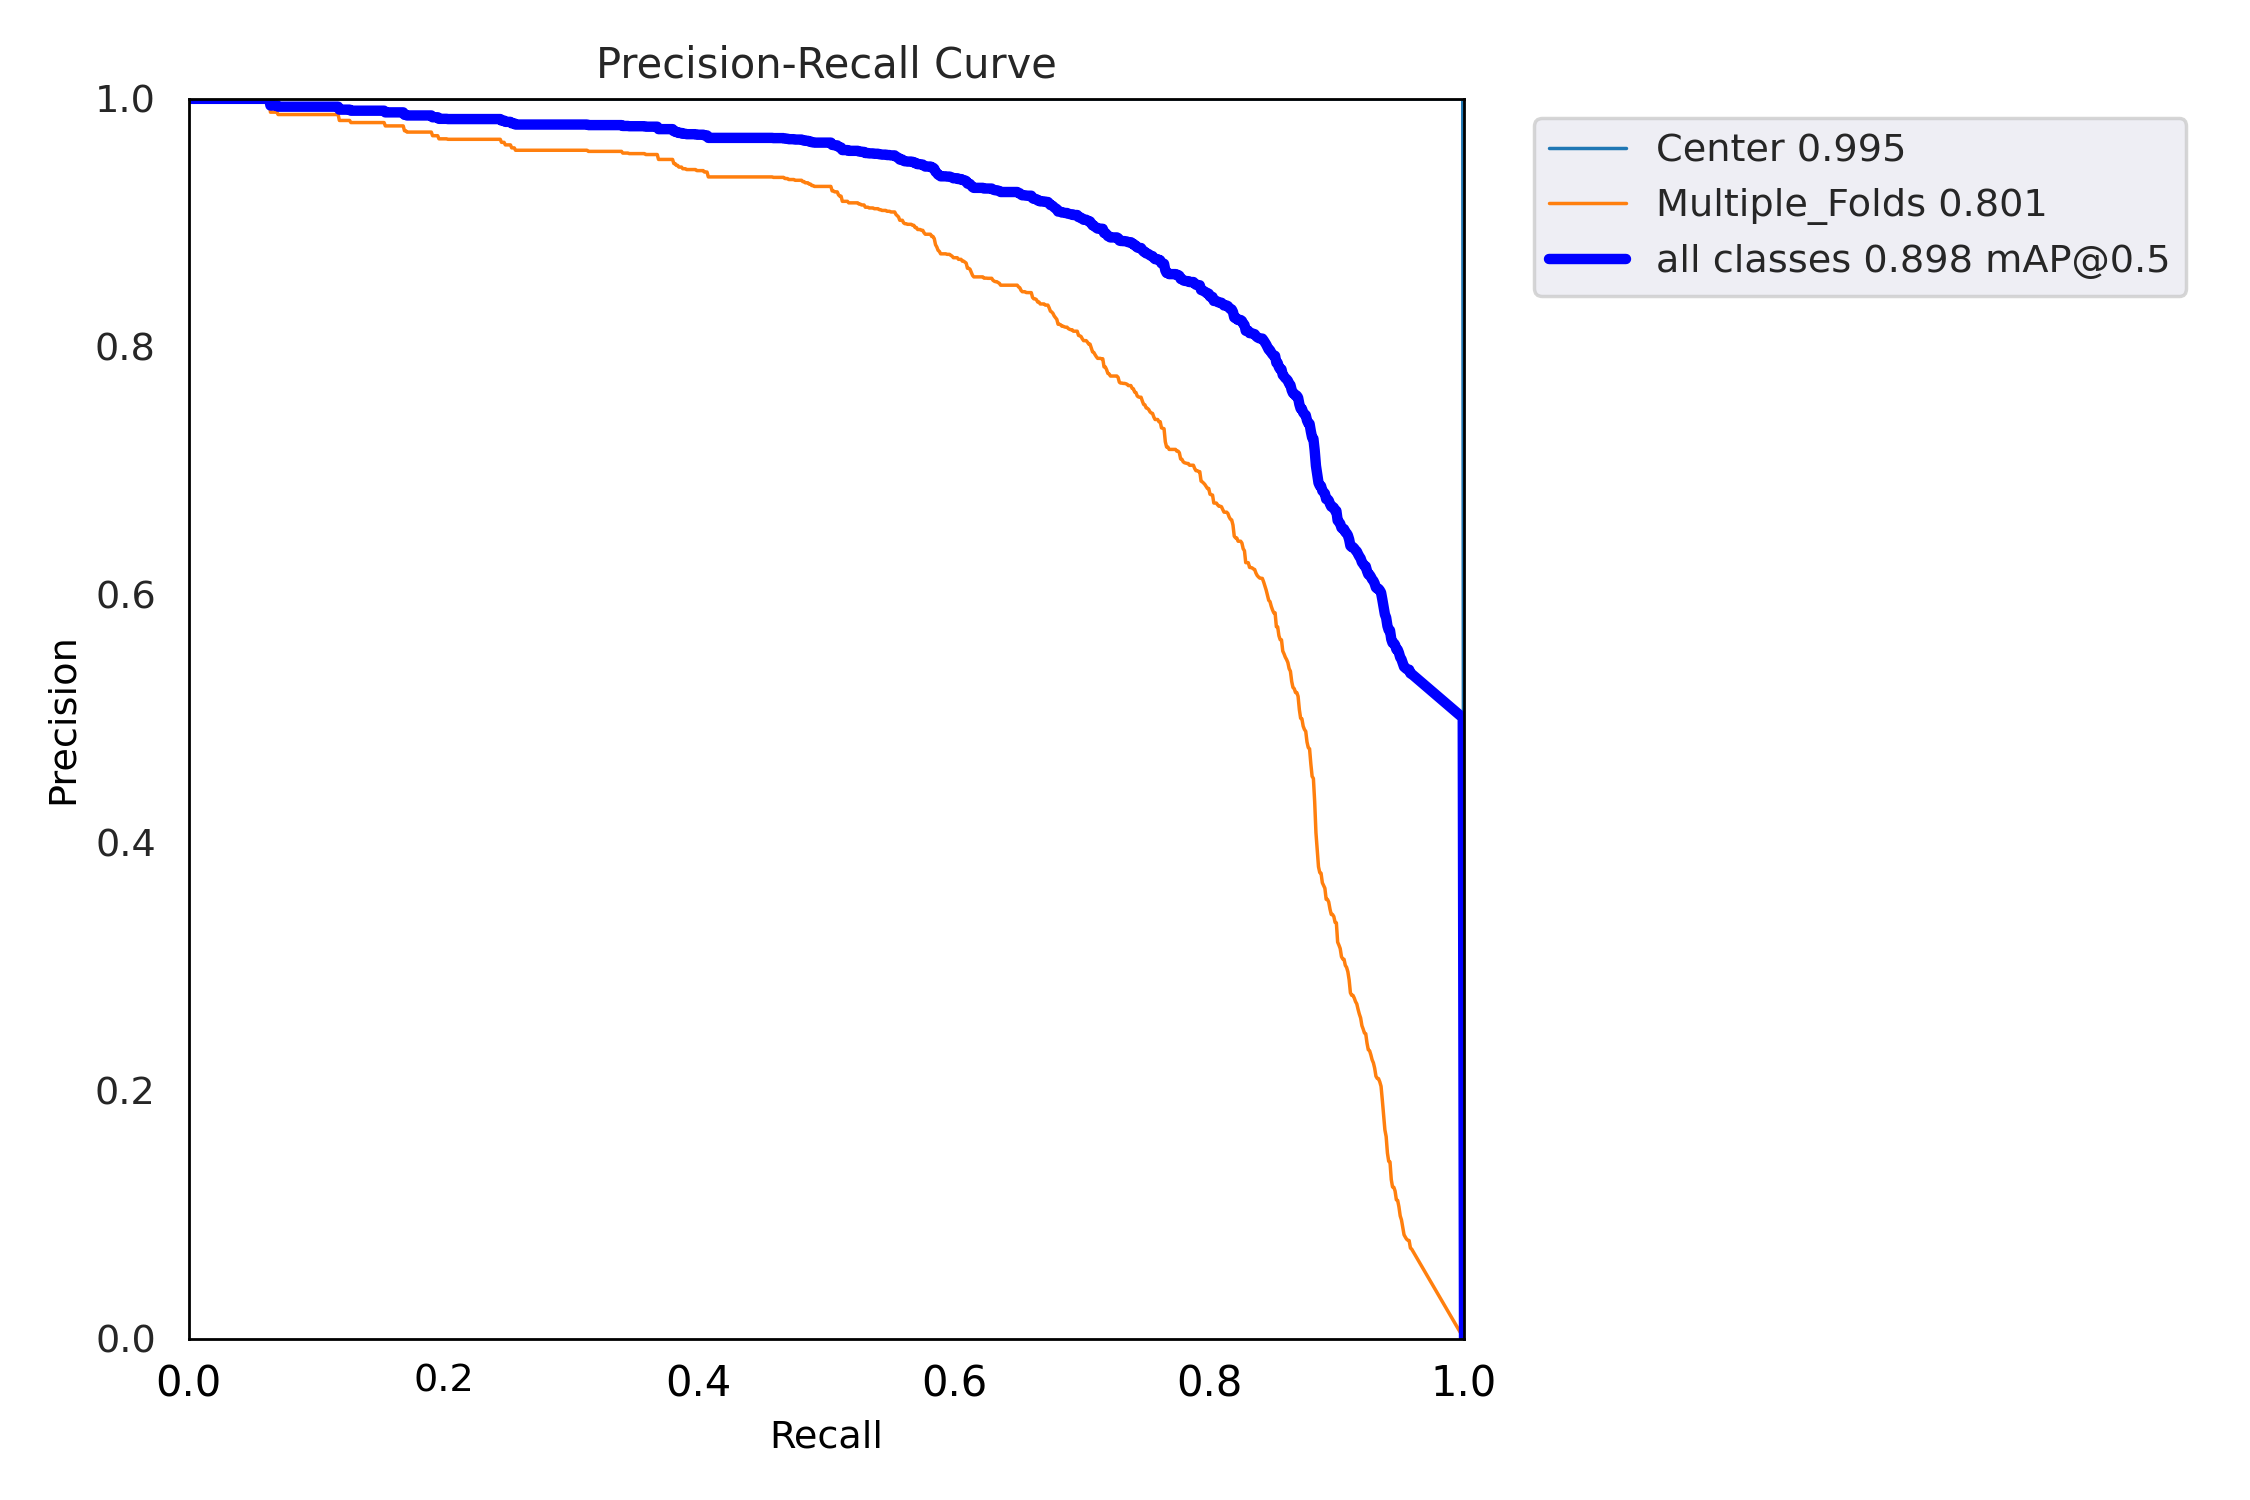 Precision-Recall Curve
1.0
0.8
0.6
0.4
0.2
0.0
Precision
0.0 0.2 0.4 0.6 0.8 1.0
Recall
Center 0.995
Multiple_Folds 0.801
all classes 0.898 mAP@0.5